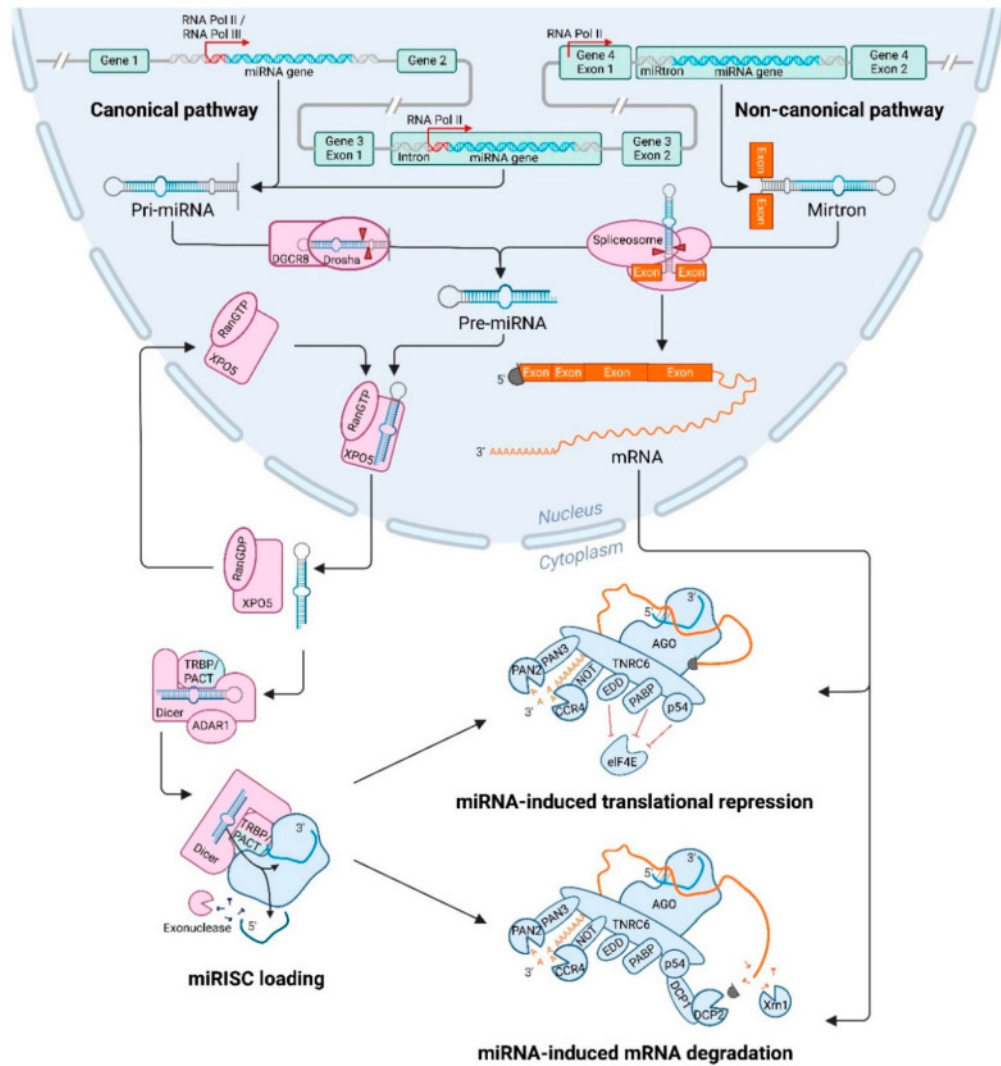 RNA Pol II /
RNA Pol III
Gene 1
miRNA gene
Gene 2
RNA Pol II
Gene 4
Exon 1
miRtron
miRNA gene
Gene 4
Exon 2
Canonical pathway
Non-canonical pathway
RNA Pol II
Gene 3
Exon 1
Intron
miRNA gene
Gene 3
Exon 2
Pri-miRNA
Exon
Exon
Mirtron
DGCR8
Drosha
Spliceosome
Exon
Exon
Pre-miRNA
RanGTP
XPO5
RanGTP
XPO5
5'
Exon
Exon
Exon
Exon
3'
AAAAAAAAAA
mRNA
Nucleus
Cytoplasm
RanGDP
XPO5
TRBP/
PACT
Dicer
ADAR1
5'
3'
AGO
TNRC6
PAN2
PAN3
A A AAAAAA
3'
CCR4
NOT
EDD
PABP
p54
eIF4E
miRNA-induced translational repression
TRBP/
PACT
3'
Dicer
Exonuclease
5'
miRISC loading
5'
3'
AGO
TNRC6
PAN2
PAN3
A A AAAAAA
3'
CCR4
NOT
EDD
PABP
p54
DCP1
DCP2
Xrn1
miRNA-induced mRNA degradation